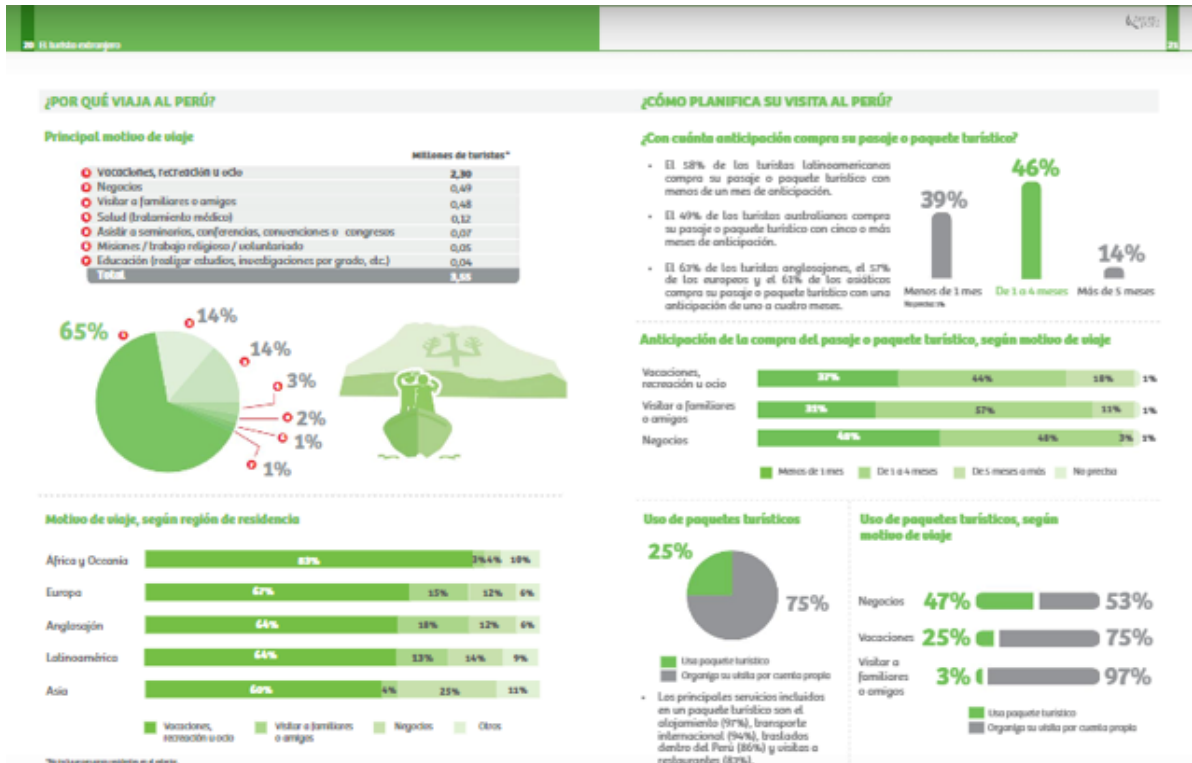 20 El turista extranjero
21
¿POR QUÉ VIAJA AL PERÚ?
Principal motivo de viaje
Millones de turistas*
Vacaciones, recreación u ocio 2,30
Negocios 0,49
Visitar a familiares o amigos 0,48
Salud (tratamiento médico) 0,12
Asistir a seminarios, conferencias, convenciones o congresos 0,07
Misiones / trabajo religioso / voluntariado 0,05
Educación (realizar estudios, investigaciones por grado, etc.) 0,04
Total 3,55
65%
14%
14%
3%
2%
1%
1%
Motivo de viaje, según región de residencia
África y Oceanía 83% 3% 4% 10%
Europa 67% 15% 12% 6%
Anglosajón 64% 18% 12% 6%
Latinoamérica 64% 13% 14% 9%
Asia 60% 4% 25% 11%
Vacaciones, recreación u ocio
Visitar a familiares o amigos
Negocios
Otros
¿CÓMO PLANIFICA SU VISITA AL PERÚ?
¿Con cuánta anticipación compra su pasaje o paquete turístico?
• El 58% de los turistas latinoamericanos
compra su pasaje o paquete turístico con
menos de un mes de anticipación.
• El 49% de los turistas australianos compra
su pasaje o paquete turístico con cinco o más
meses de anticipación.
• El 63% de los turistas anglosajones, el 57%
de los europeos y el 61% de los asiáticos
compra su pasaje o paquete turístico con una
anticipación de uno a cuatro meses.
39%
46%
14%
Menos de 1 mes
De 1 a 4 meses
Más de 5 meses
No precisa: 1%
Anticipación de la compra del pasaje o paquete turístico, según motivo de viaje
Vacaciones,
recreación u ocio
37% 44% 18% 1%
Visitar a familiares
o amigos
31% 57% 11% 1%
Negocios
48% 48% 3% 1%
Menos de 1 mes
De 1 a 4 meses
De 5 meses a más
No precisa
Uso de paquetes turísticos
25%
75%
Usa paquete turístico
Organiza su visita por cuenta propia
• Los principales servicios incluidos
en un paquete turístico son el
alojamiento (97%), transporte
internacional (94%), traslados
dentro del Perú (86%) y visitas a
restaurantes (83%).
Uso de paquetes turísticos, según
motivo de viaje
Negocios 47% 53%
Vacaciones 25% 75%
Visitar a
familiares
o amigos
3% 97%
Usa paquete turístico
Organiza su visita por cuenta propia